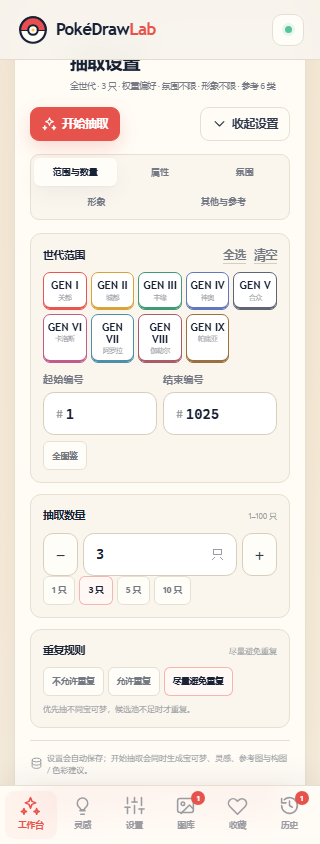 PokéDrawLab
抽取设置
全世代 · 3 只 · 权重偏好 · 氛围不限 · 形象不限 · 参考 6 类
开始抽取
收起设置
范围与数量
属性
氛围
形象
其他与参考
世代范围
全选 清空
GEN I
关都
GEN II
城都
GEN III
丰缘
GEN IV
神奥
GEN V
合众
GEN VI
卡洛斯
GEN VII
阿罗拉
GEN VIII
伽勒尔
GEN IX
帕底亚
起始编号
结束编号
# 1
# 1025
全图鉴
抽取数量
1–100 只
−
3
只
+
1 只
3 只
5 只
10 只
重复规则
尽量避免重复
不允许重复
允许重复
尽量避免重复
优先抽不同宝可梦，候选池不足时才重复。
设置会自动保存；开始抽取会同时生成宝可梦、灵感、参考图与构图
/ 色彩建议。
工作台
灵感
设置
1
图库
收藏
1
历史